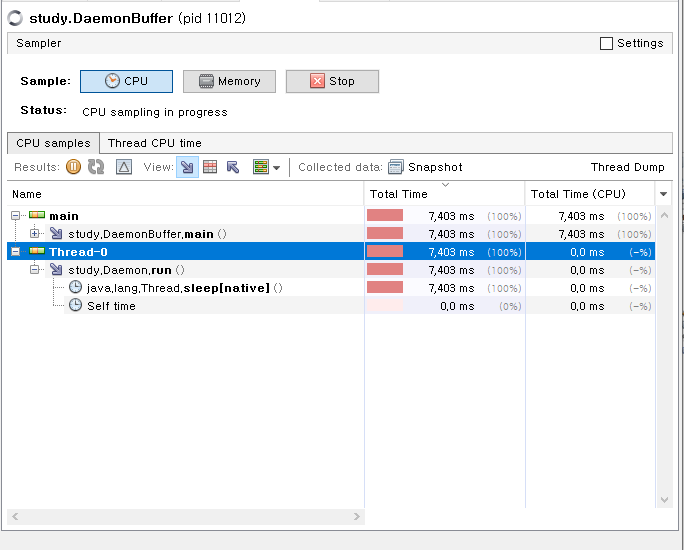 study.DaemonBuffer (pid 11012)
Sampler Settings
Sample: CPU Memory Stop
Status: CPU sampling in progress
CPU samples Thread CPU time
Results: View: Collected data: Snapshot Thread Dump
Name Total Time Total Time (CPU)
main 7,403 ms (100%) 7,403 ms (100%)
study,DaemonBuffer,main () 7,403 ms (100%) 7,403 ms (100%)
Thread-0 7,403 ms (100%) 0,0 ms (-%)
study,Daemon,run () 7,403 ms (100%) 0,0 ms (-%)
java,lang,Thread,sleep[native] () 7,403 ms (100%) 0,0 ms (-%)
Self time 0,0 ms (0%) 0,0 ms (-%)